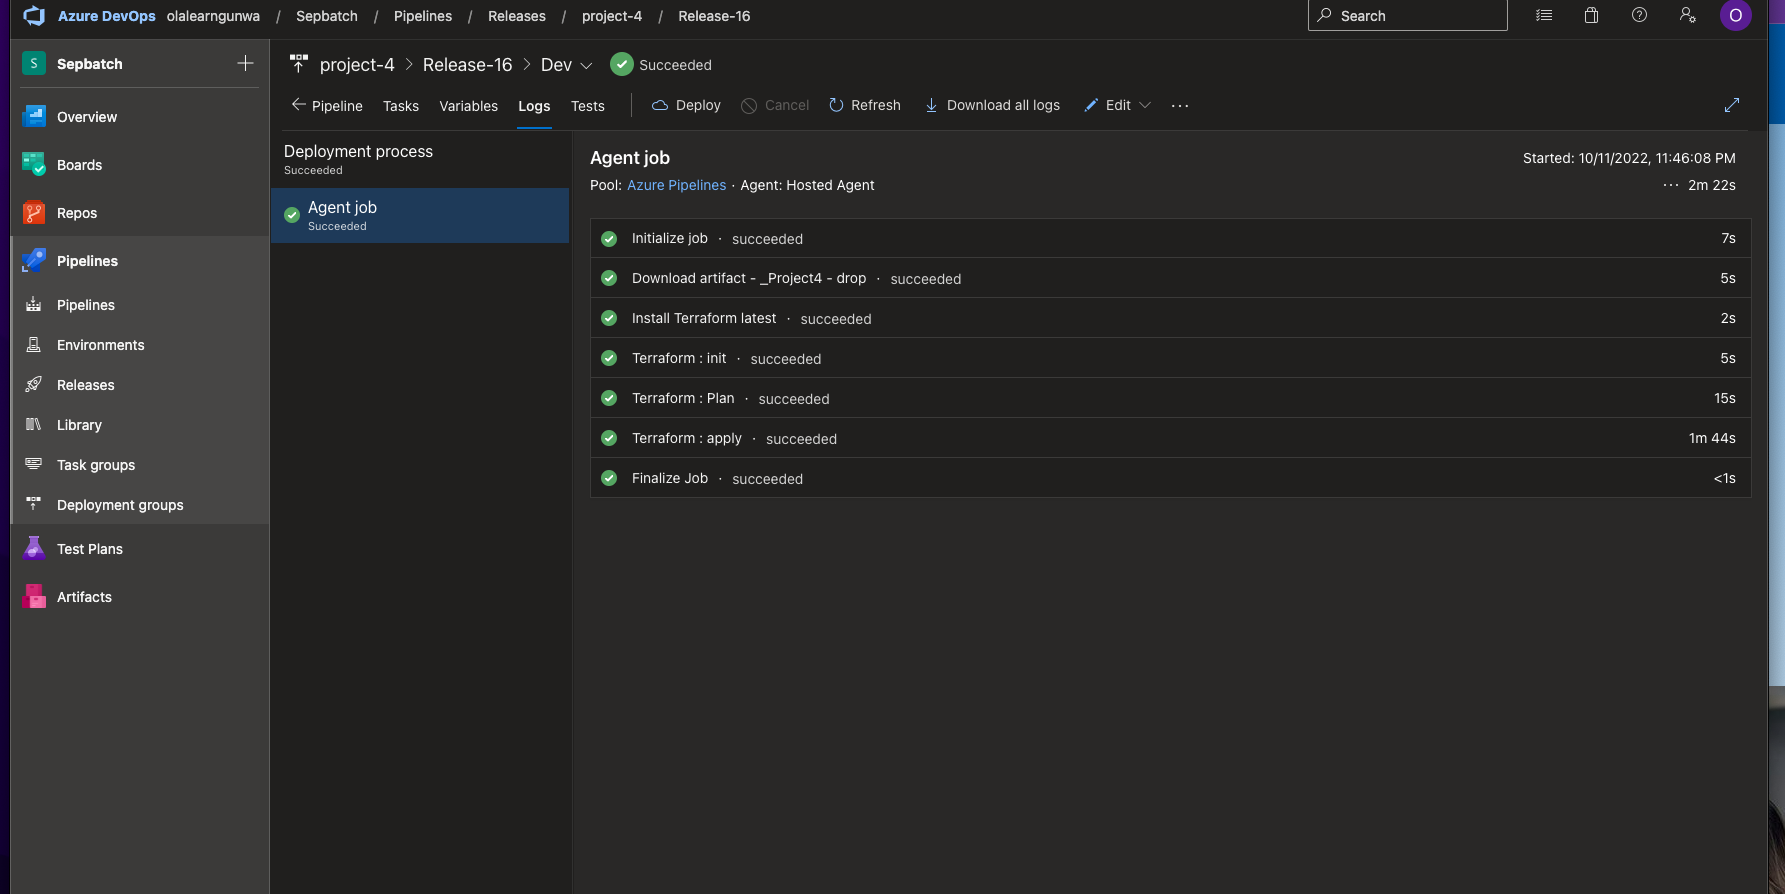 Azure DevOps olalearngunwa / Sepbatch / Pipelines / Releases / project-4 / Release-16
Search
O
S Sepbatch
Overview
Boards
Repos
Pipelines
Pipelines
Environments
Releases
Library
Task groups
Deployment groups
Test Plans
Artifacts
project-4 > Release-16 > Dev Succeeded
Pipeline Tasks Variables Logs Tests Deploy Cancel Refresh Download all logs Edit ...
Deployment process
Succeeded
Agent job
Succeeded
Agent job
Started: 10/11/2022, 11:46:08 PM
Pool: Azure Pipelines · Agent: Hosted Agent
... 2m 22s
Initialize job · succeeded 7s
Download artifact - _Project4 - drop · succeeded 5s
Install Terraform latest · succeeded 2s
Terraform : init · succeeded 5s
Terraform : Plan · succeeded 15s
Terraform : apply · succeeded 1m 44s
Finalize Job · succeeded <1s